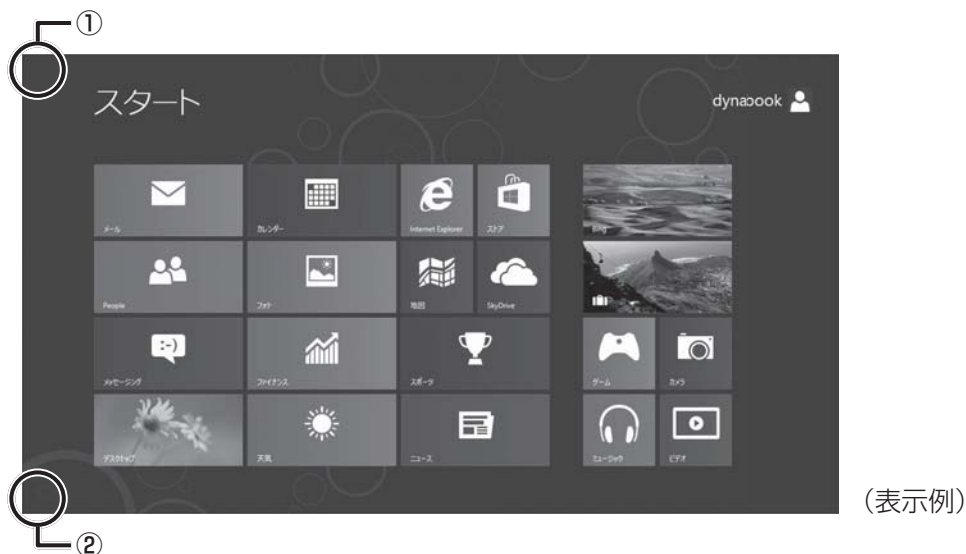 ①
スタート
dynabook
メール
カレンダー
Internet Explorer
ストア
Bing
People
フォト
地図
SkyDrive
メッセージング
ファイナンス
スポーツ
ゲーム
カメラ
デスクトップ
天気
ニュース
ミュージック
ビデオ
（表示例）
②